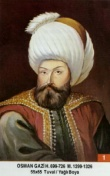 OSMAN GAZİ H. 699-726 M. 1299-1326
55x65 Tuval / Yağlı Boya
1